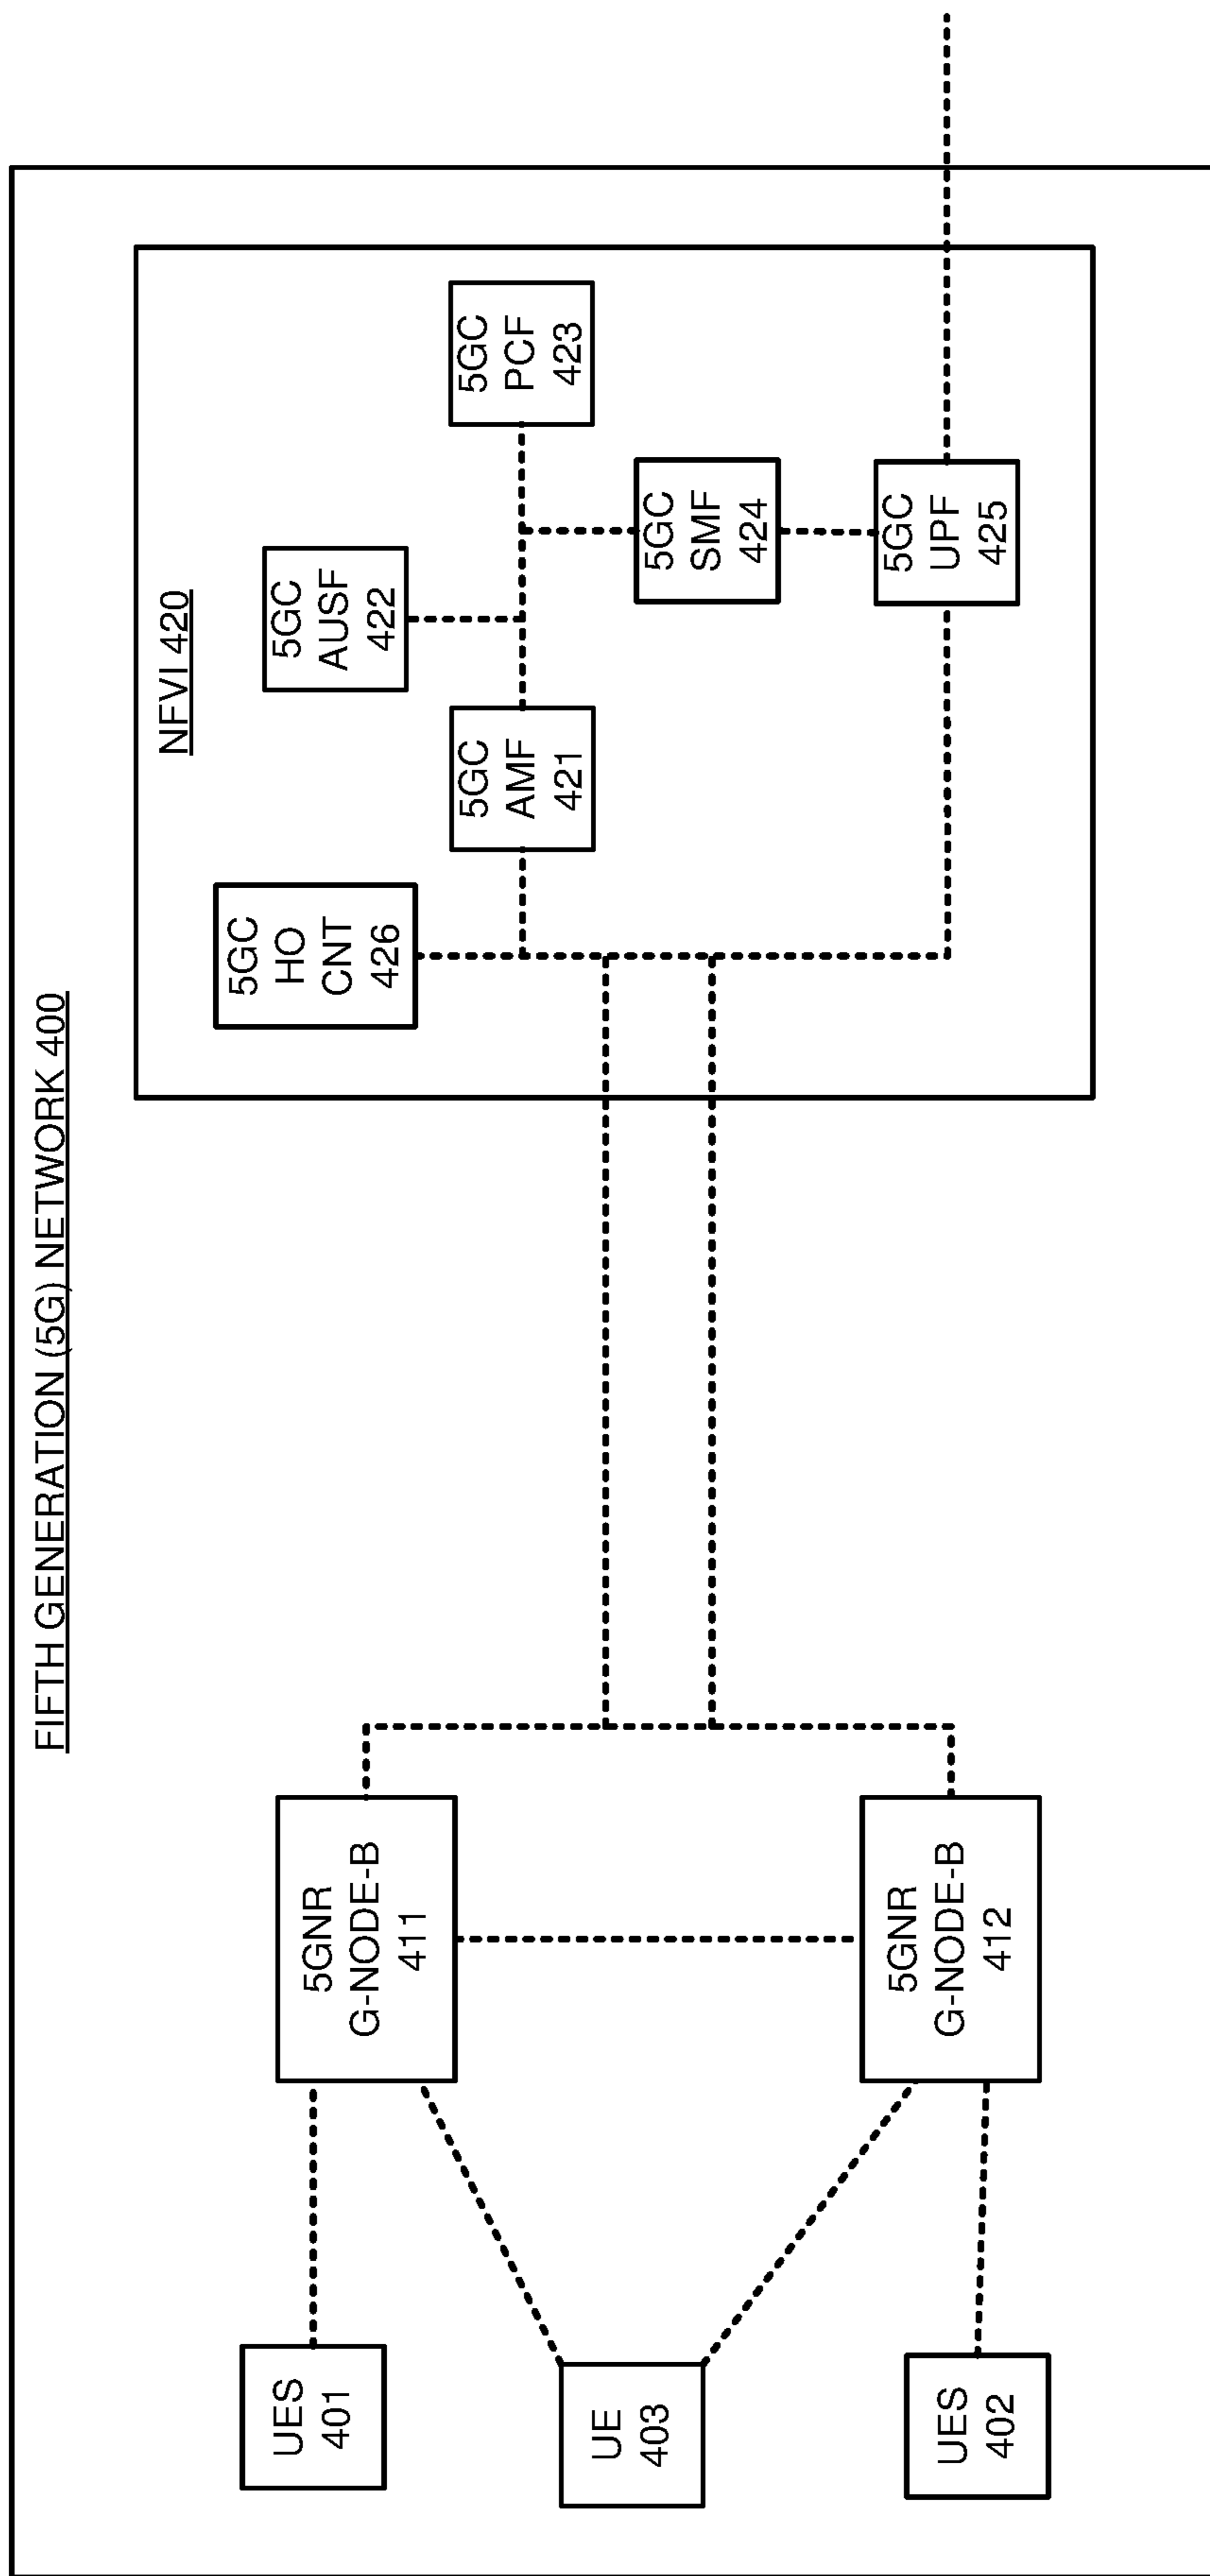 FIFTH GENERATION (5G) NETWORK 400
NFVI 420
5GC
HO
CNT
426
5GC
AUSF
422
5GC
AMF
421
5GC
PCF
423
5GC
SMF
424
5GC
UPF
425
5GNR
G-NODE-B
411
5GNR
G-NODE-B
412
UES
401
UE
403
UES
402